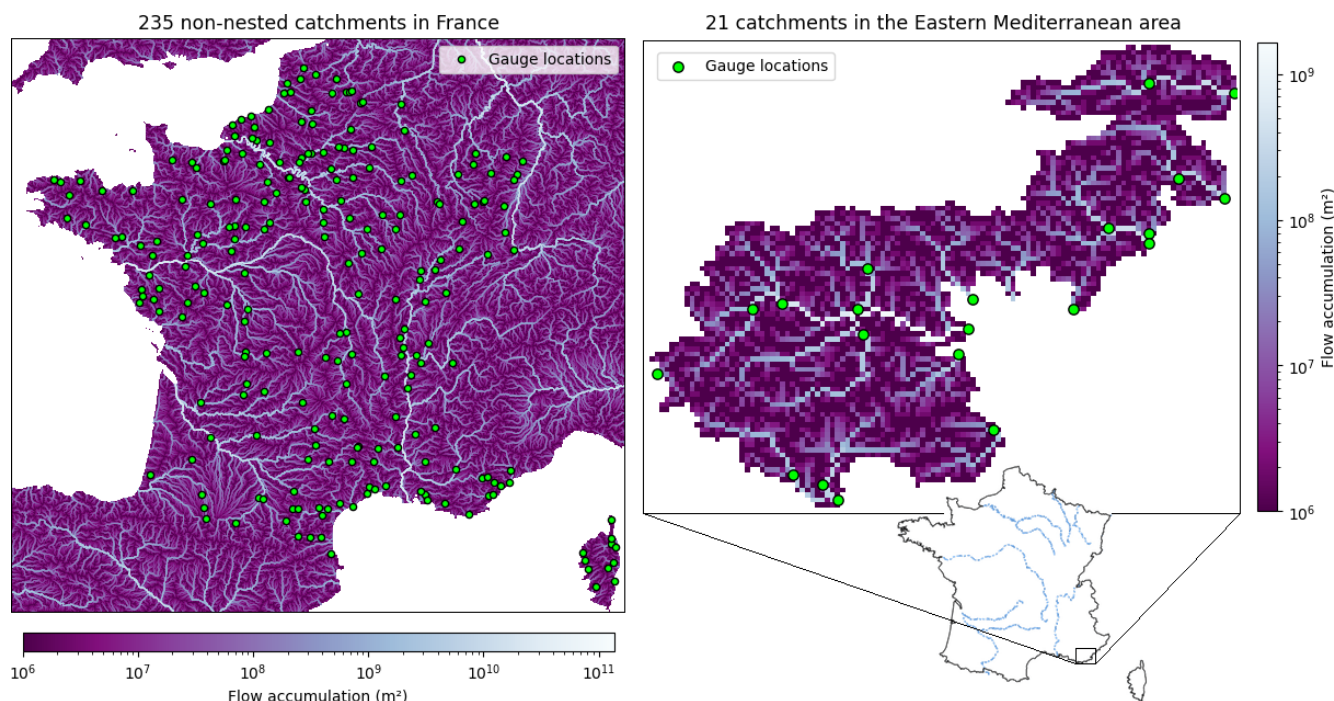 235 non-nested catchments in France
Gauge locations
10⁶ 10⁷ 10⁸ 10⁹ 10¹⁰ 10¹¹
Flow accumulation (m²)
21 catchments in the Eastern Mediterranean area
Gauge locations
10⁹
10⁸
10⁷
10⁶
Flow accumulation (m²)